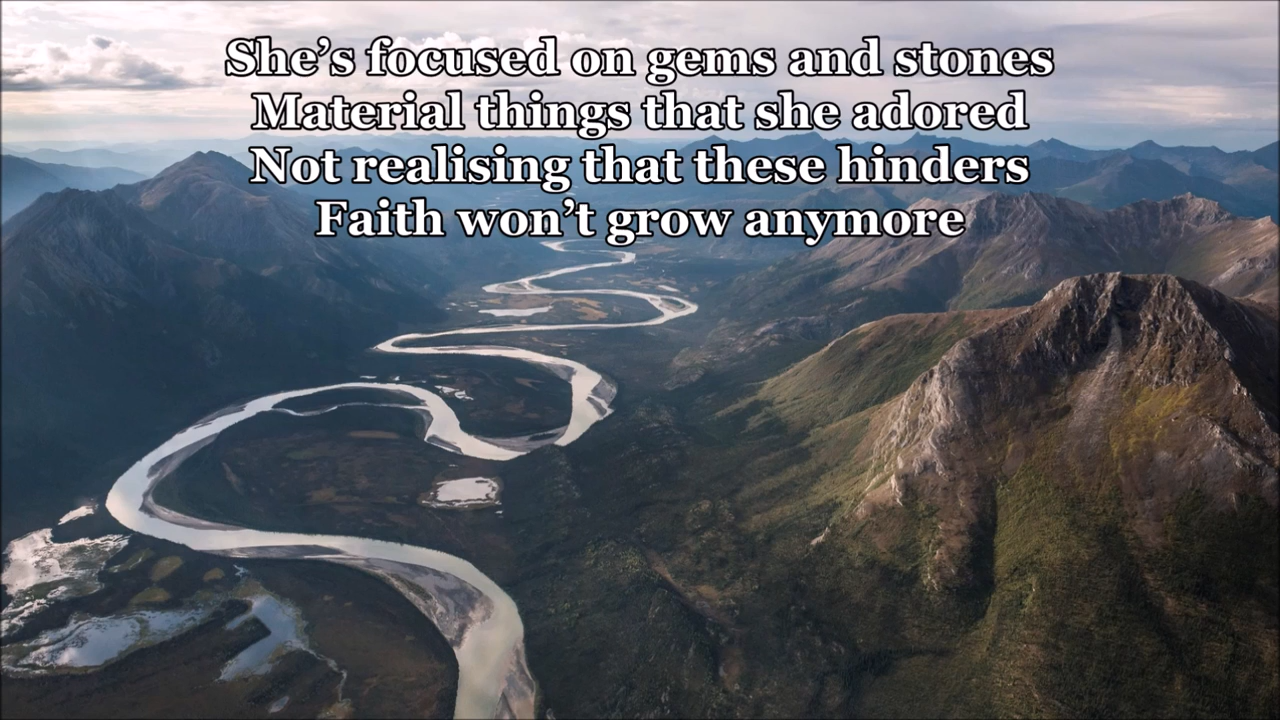 She’s focused on gems and stones
Material things that she adored
Not realising that these hinders
Faith won’t grow anymore